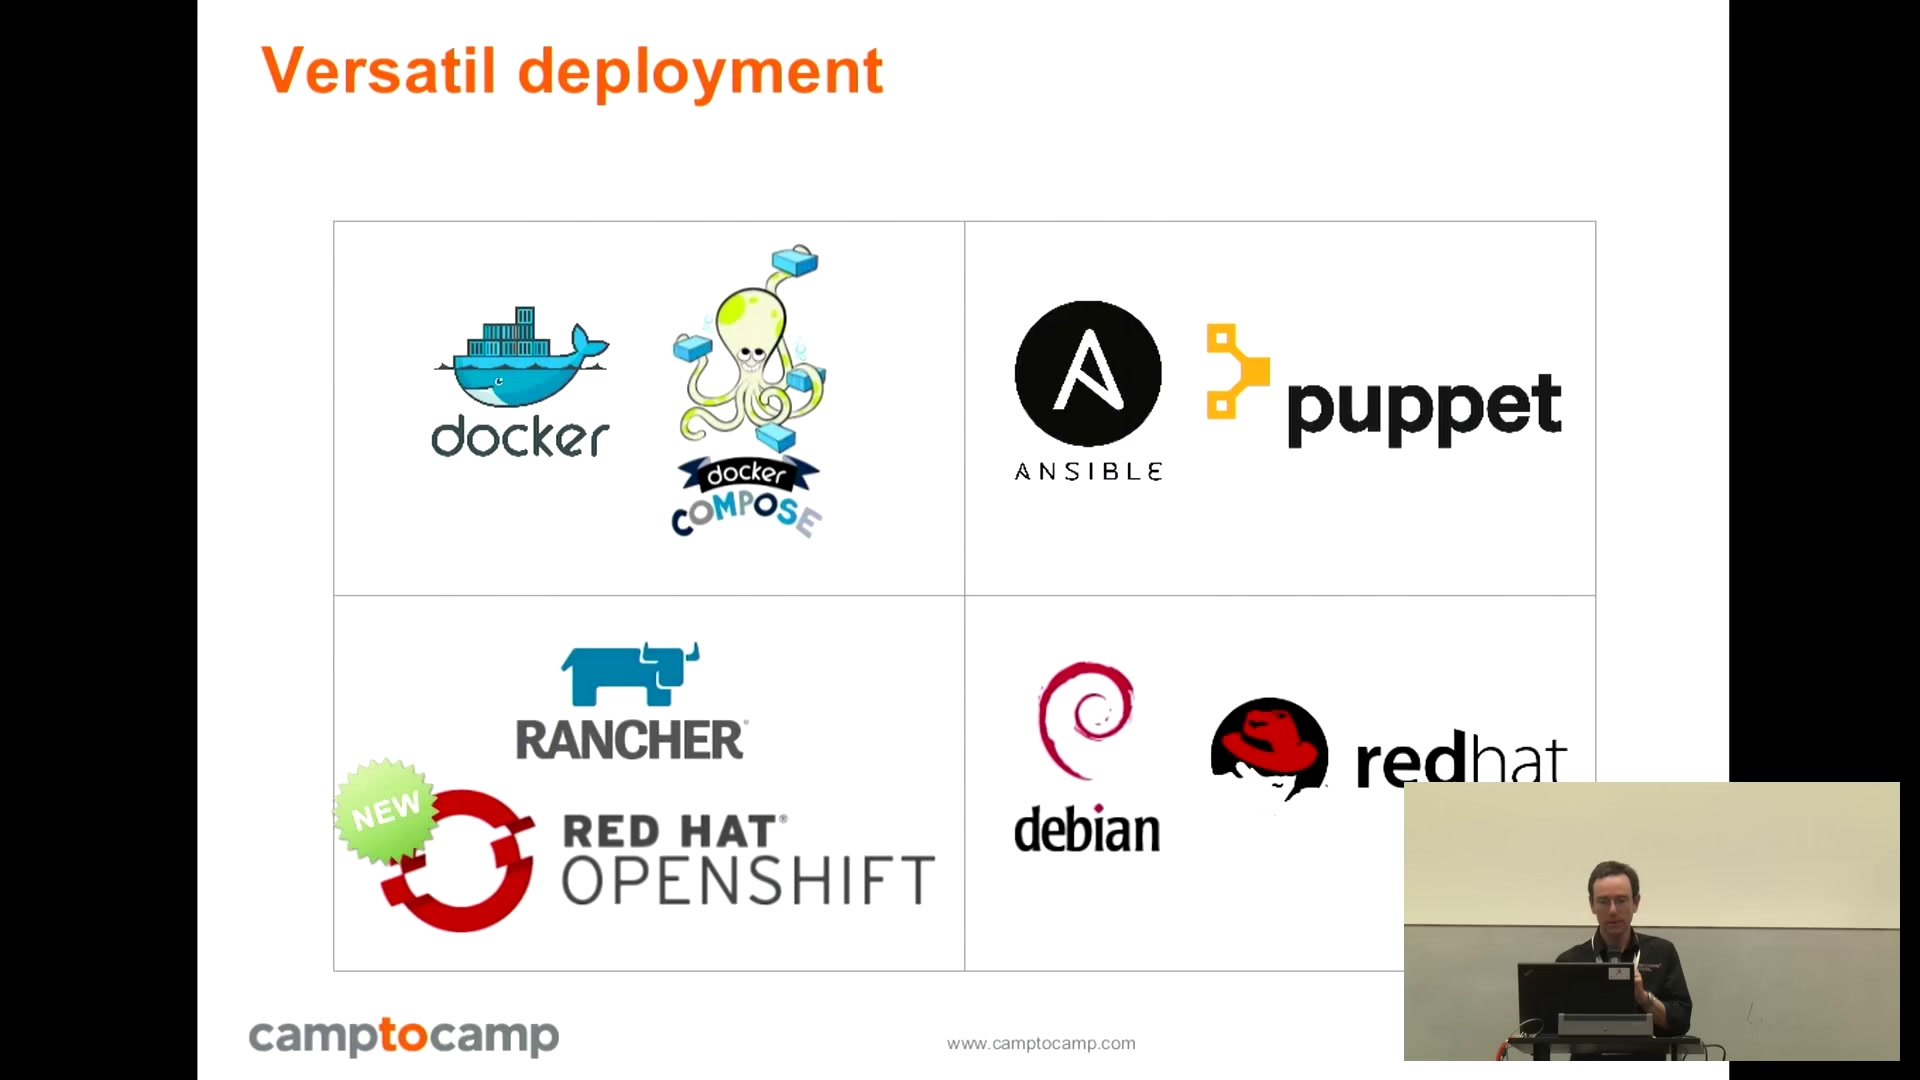 Versatil deployment
docker
docker
COMPOSE
ANSIBLE
puppet
RANCHER
NEW
RED HAT
OPENSHIFT
debian
redhat
camptocamp
www.camptocamp.com